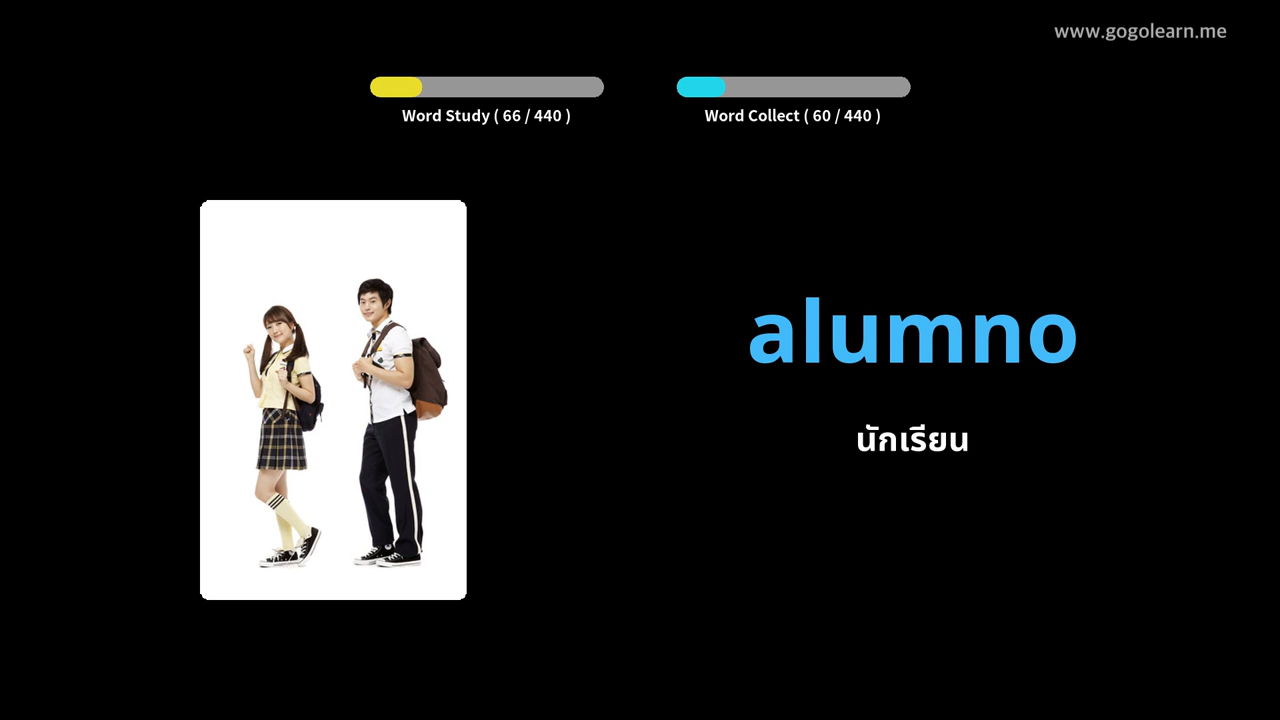 www.gogolearn.me
Word Study ( 66 / 440 )
Word Collect ( 60 / 440 )
alumno
นักเรียน